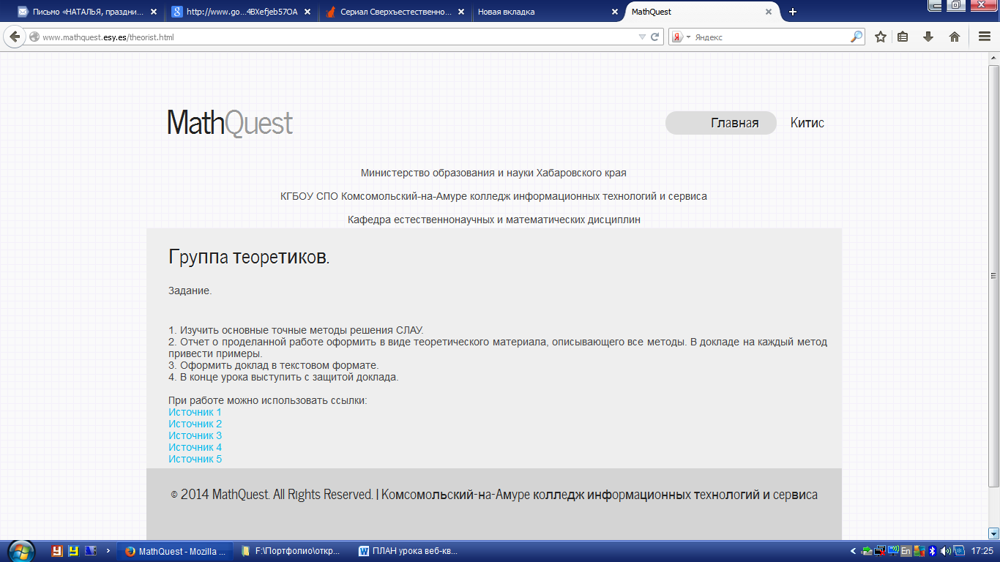 Письмо «НАТАЛЬЯ, праздни...
http://www.go...4BXefjeb57OA
Сериал Сверхъестественно...
Новая вкладка
MathQuest
www.mathquest.esy.es/theorist.html
Яндекс
MathQuest
Главная
Китис
Министерство образования и науки Хабаровского края
КГБОУ СПО Комсомольский-на-Амуре колледж информационных технологий и сервиса
Кафедра естественнонаучных и математических дисциплин
Группа теоретиков.
Задание.
1. Изучить основные точные методы решения СЛАУ.
2. Отчет о проделанной работе оформить в виде теоретического материала, описывающего все методы. В докладе на каждый метод
привести примеры.
3. Оформить доклад в текстовом формате.
4. В конце урока выступить с защитой доклада.
При работе можно использовать ссылки:
Источник 1
Источник 2
Источник 3
Источник 4
Источник 5
© 2014 MathQuest. All Rights Reserved. | Комсомольский-на-Амуре колледж информационных технологий и сервиса
MathQuest - Mozilla ...
F:\Портфолио\откр...
ПЛАН урока веб-кв...
En
17:25